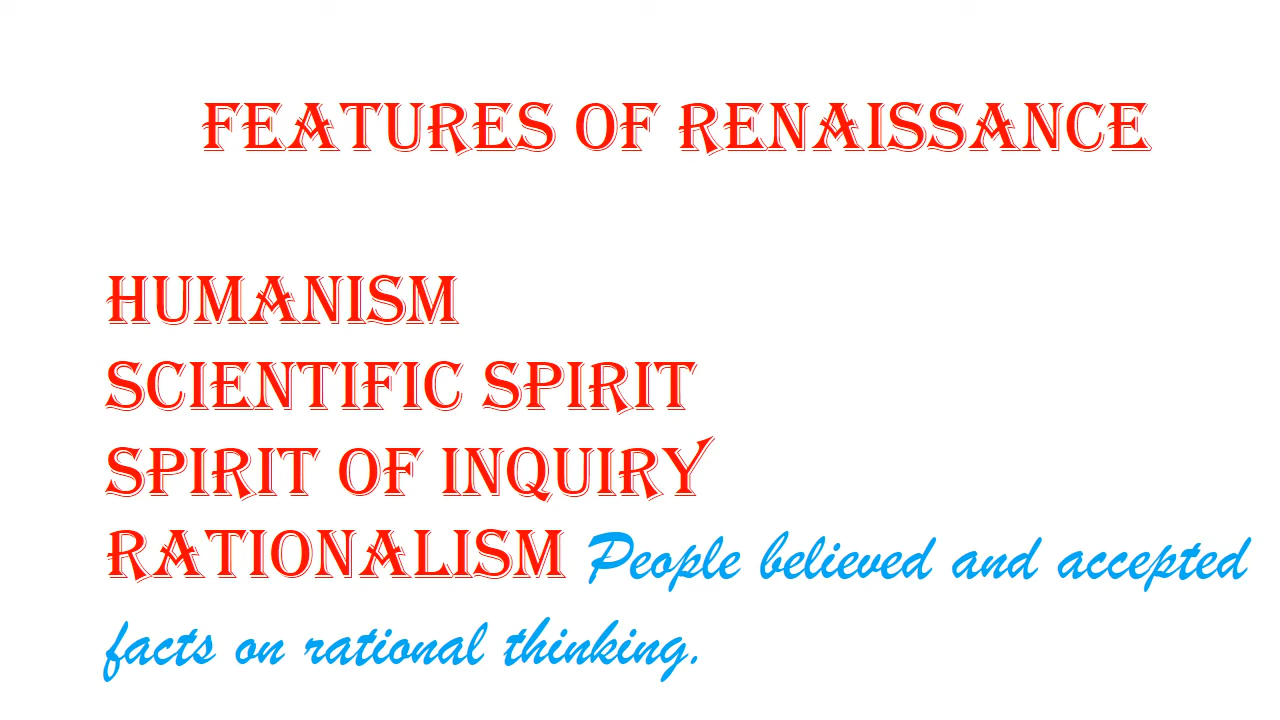 FEATURES OF RENAISSANCE
HUMANISM
SCIENTIFIC SPIRIT
SPIRIT OF INQUIRY
RATIONALISM People believed and accepted
facts on rational thinking.